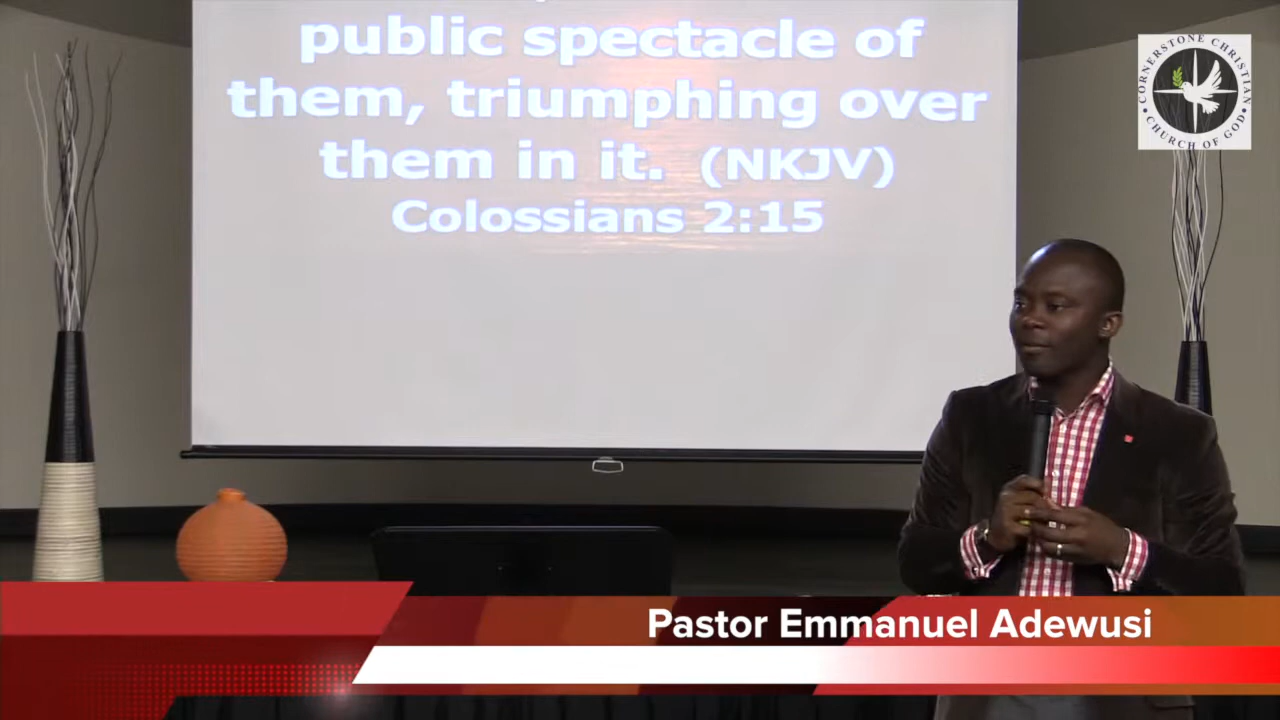 public spectacle of
them, triumphing over
them in it. (NKJV)
Colossians 2:15
CORNERSTONE CHRISTIAN
• CHURCH OF GOD •
Pastor Emmanuel Adewusi